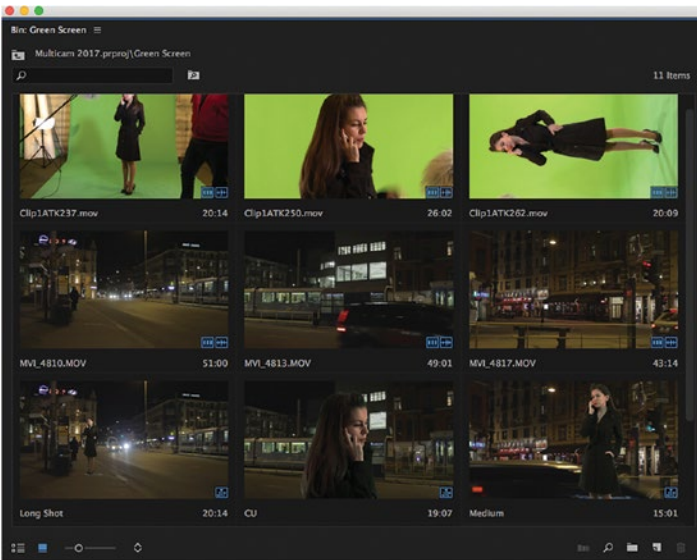 Bin: Green Screen
Multicam 2017.prproj\Green Screen
11 Items
Clip1ATK237.mov 20:14
Clip1ATK250.mov 26:02
Clip1ATK262.mov 20:09
MVI_4810.MOV 51:00
MVI_4813.MOV 49:01
MVI_4817.MOV 43:14
Long Shot 20:14
CU 19:07
Medium 15:01